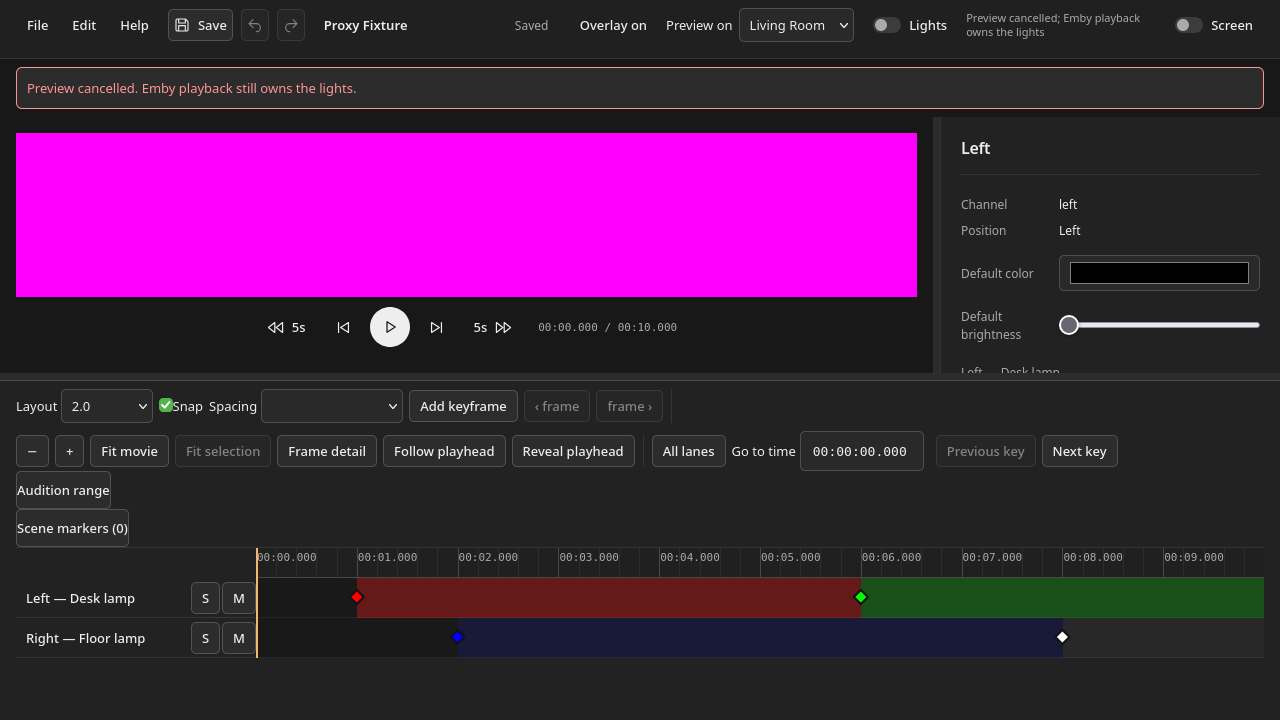 File Edit Help Save Proxy Fixture Saved Overlay on Preview on Living Room Lights Preview cancelled; Emby playback owns the lights Screen
Preview cancelled. Emby playback still owns the lights.
Left
Channel left
Position Left
Default color
Default brightness
Left — Desk lamp
5s 5s 00:00.000 / 00:10.000
Layout 2.0 Snap Spacing Add keyframe ‹ frame frame ›
− + Fit movie Fit selection Frame detail Follow playhead Reveal playhead All lanes Go to time 00:00:00.000 Previous key Next key
Audition range
Scene markers (0)
00:00.000 00:01.000 00:02.000 00:03.000 00:04.000 00:05.000 00:06.000 00:07.000 00:08.000 00:09.000
Left — Desk lamp S M
Right — Floor lamp S M